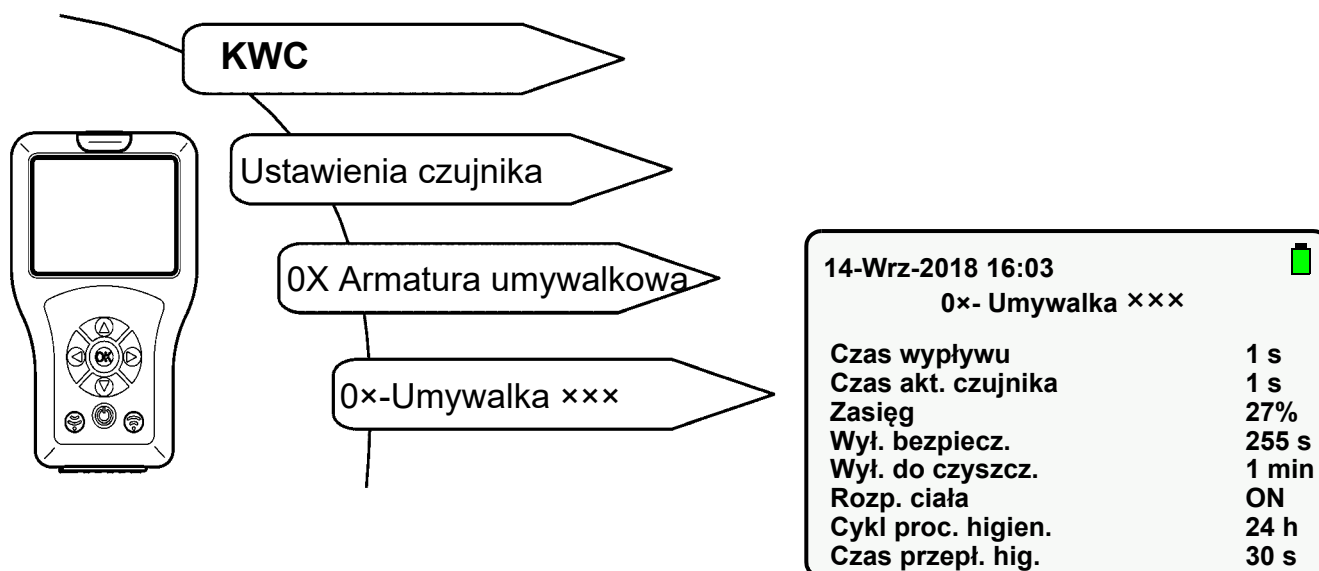 KWC
Ustawienia czujnika
0X Armatura umywalkowa
0×-Umywalka ×××
OK
14-Wrz-2018 16:03
0×- Umywalka ×××
Czas wypływu 1 s
Czas akt. czujnika 1 s
Zasięg 27%
Wył. bezpiecz. 255 s
Wył. do czyszcz. 1 min
Rozp. ciała ON
Cykl proc. higien. 24 h
Czas przepł. hig. 30 s